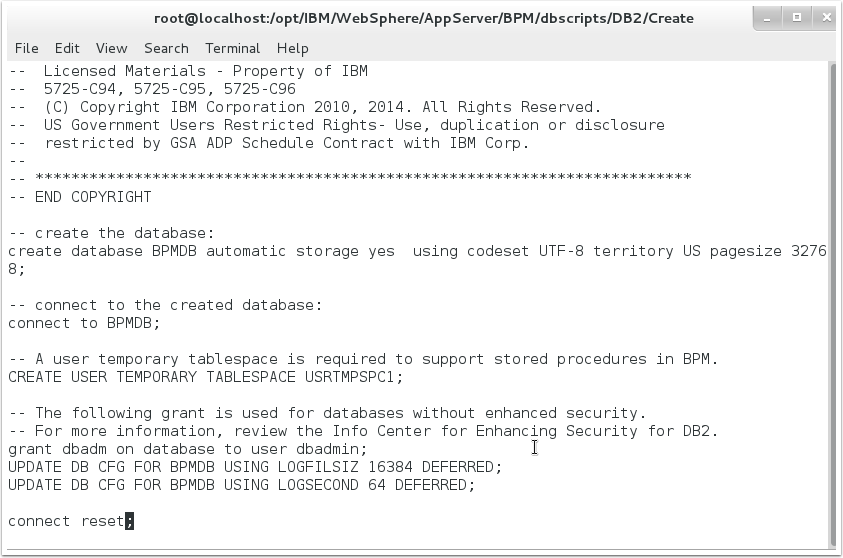 root@localhost:/opt/IBM/WebSphere/AppServer/BPM/dbscripts/DB2/Create
File Edit View Search Terminal Help
--  Licensed Materials - Property of IBM
--  5725-C94, 5725-C95, 5725-C96
--  (C) Copyright IBM Corporation 2010, 2014. All Rights Reserved.
--  US Government Users Restricted Rights- Use, duplication or disclosure
--  restricted by GSA ADP Schedule Contract with IBM Corp.
--
-- *************************************************************************
-- END COPYRIGHT
-- create the database:
create database BPMDB automatic storage yes  using codeset UTF-8 territory US pagesize 3276
8;
-- connect to the created database:
connect to BPMDB;
-- A user temporary tablespace is required to support stored procedures in BPM.
CREATE USER TEMPORARY TABLESPACE USRTMPSPC1;
-- The following grant is used for databases without enhanced security.
-- For more information, review the Info Center for Enhancing Security for DB2.
grant dbadm on database to user dbadmin;
UPDATE DB CFG FOR BPMDB USING LOGFILSIZ 16384 DEFERRED;
UPDATE DB CFG FOR BPMDB USING LOGSECOND 64 DEFERRED;
connect reset;